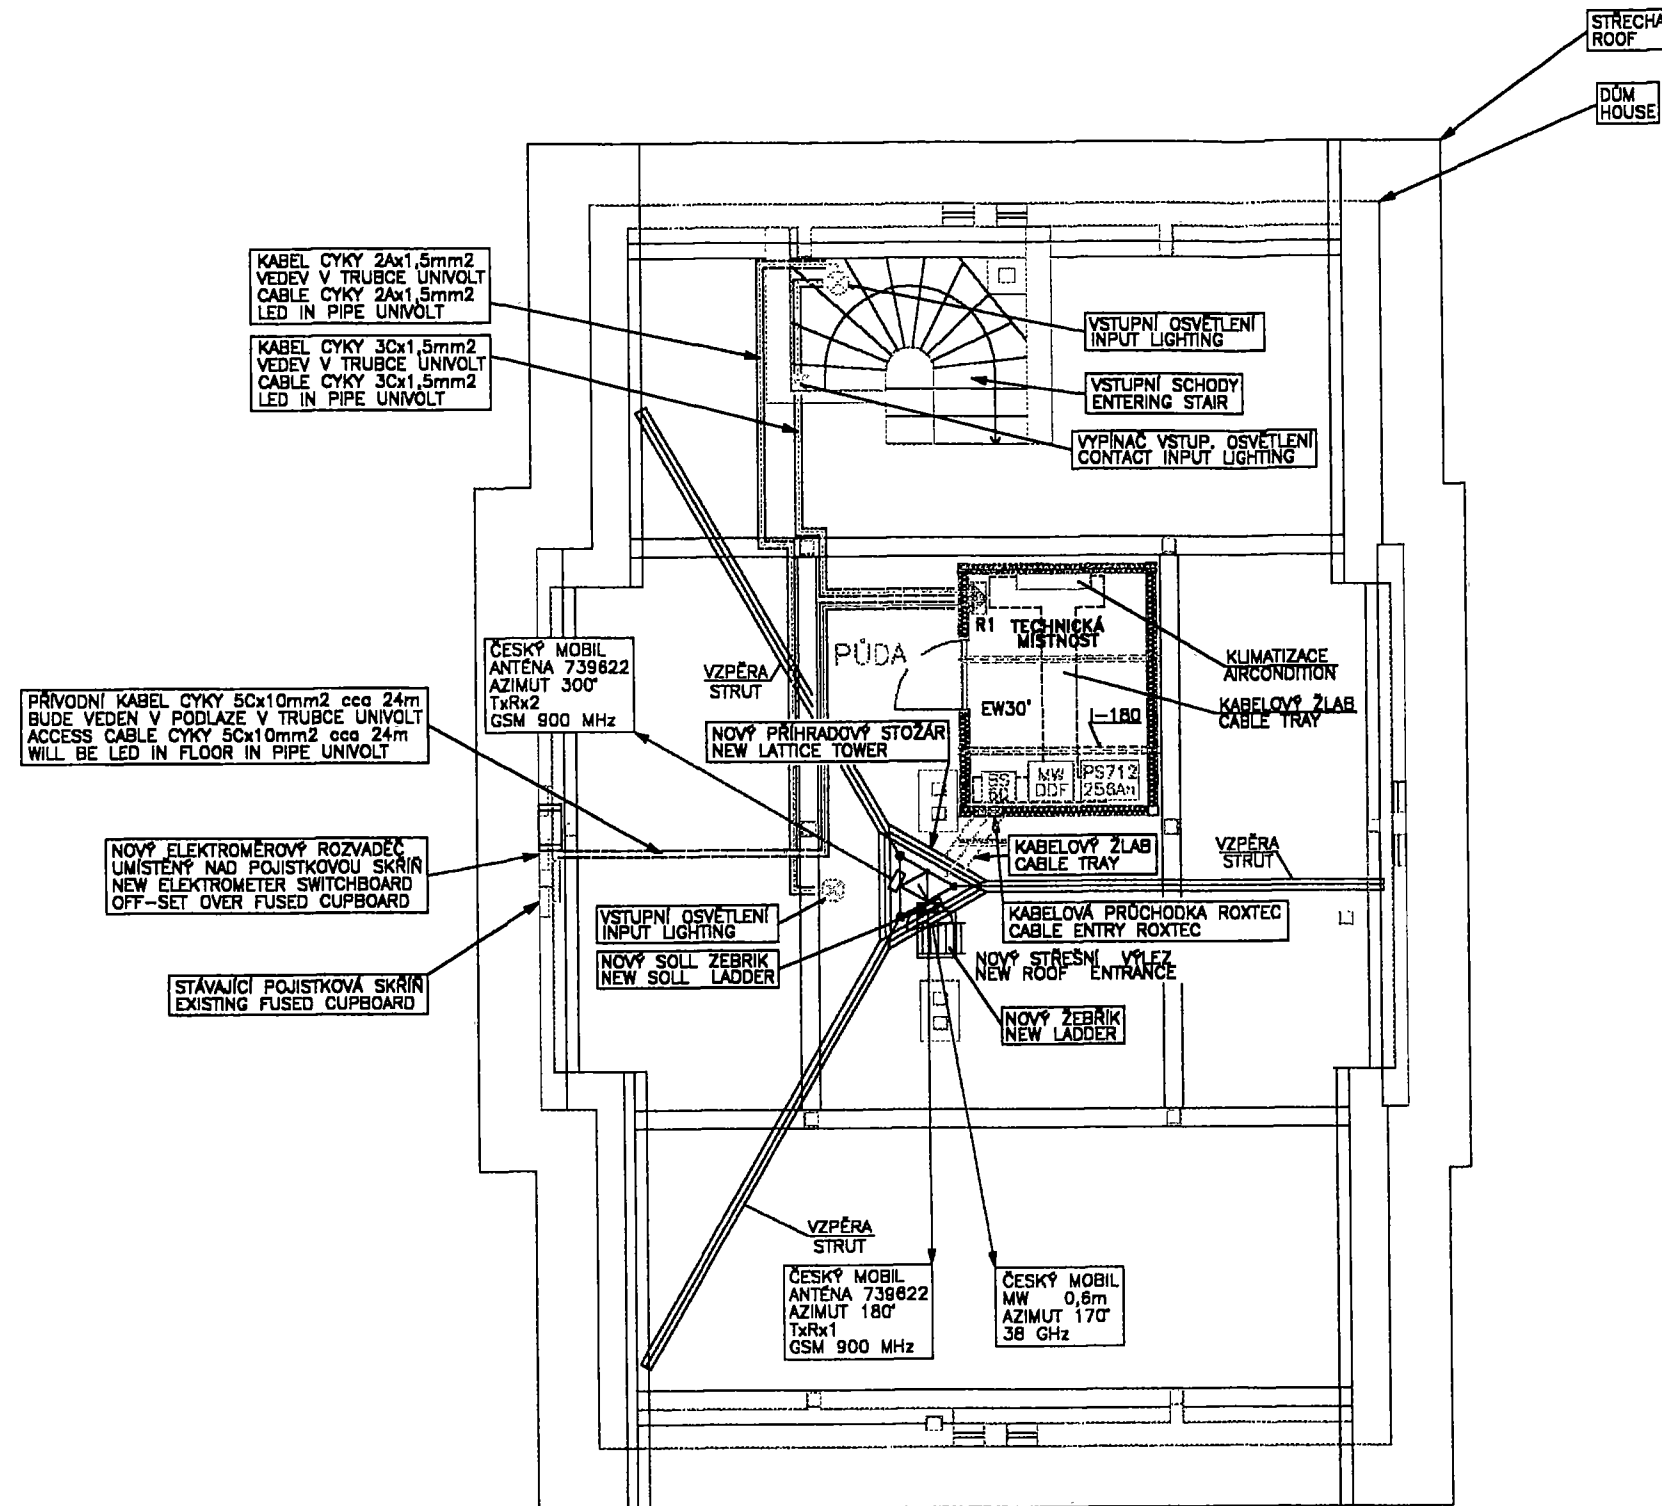 STŘECHA
ROOF
DŮM
HOUSE
KABEL CYKY 2Ax1,5mm2
VEDEV V TRUBCE UNIVOLT
CABLE CYKY 2Ax1,5mm2
LED IN PIPE UNIVOLT
KABEL CYKY 3Cx1,5mm2
VEDEV V TRUBCE UNIVOLT
CABLE CYKY 3Cx1,5mm2
LED IN PIPE UNIVOLT
VSTUPNÍ OSVĚTLENÍ
INPUT LIGHTING
VSTUPNÍ SCHODY
ENTERING STAIR
VYPÍNAČ VSTUP. OSVĚTLENÍ
CONTACT INPUT LIGHTING
R1
TECHNICKÁ
MÍSTNOST
PŮDA
ČESKÝ MOBIL
ANTÉNA 739622
AZIMUT 300°
TxRx2
GSM 900 MHz
VZPĚRA
STRUT
KLIMATIZACE
AIRCONDITION
KABELOVÝ ŽLAB
CABLE TRAY
EW30'
I-180
PŘÍVODNÍ KABEL CYKY 5Cx10mm2 cca 24m
BUDE VEDEN V PODLAZE V TRUBCE UNIVOLT
ACCESS CABLE CYKY 5Cx10mm2 cca 24m
WILL BE LED IN FLOOR IN PIPE UNIVOLT
NOVÝ PŘÍHRADOVÝ STOŽÁR
NEW LATTICE TOWER
MW
DDF
PS712
256Ah
NOVÝ ELEKTROMĚROVÝ ROZVADĚČ
UMÍSTĚNÝ NAD POJISTKOVOU SKŘÍŇ
NEW ELEKTROMETER SWITCHBOARD
OFF-SET OVER FUSED CUPBOARD
KABELOVÝ ŽLAB
CABLE TRAY
VZPĚRA
STRUT
VSTUPNÍ OSVĚTLENÍ
INPUT LIGHTING
KABELOVÁ PRŮCHODKA ROXTEC
CABLE ENTRY ROXTEC
NOVÝ SOLL ŽEBŘIK
NEW SOLL LADDER
NOVÝ STŘEŠNÍ VÝLEZ
NEW ROOF ENTRANCE
STÁVAJÍCÍ POJISTKOVÁ SKŘÍŇ
EXISTING FUSED CUPBOARD
NOVÝ ŽEBŘÍK
NEW LADDER
VZPĚRA
STRUT
ČESKÝ MOBIL
ANTÉNA 739622
AZIMUT 180°
TxRx1
GSM 900 MHz
ČESKÝ MOBIL
MW 0,6m
AZIMUT 170°
38 GHz